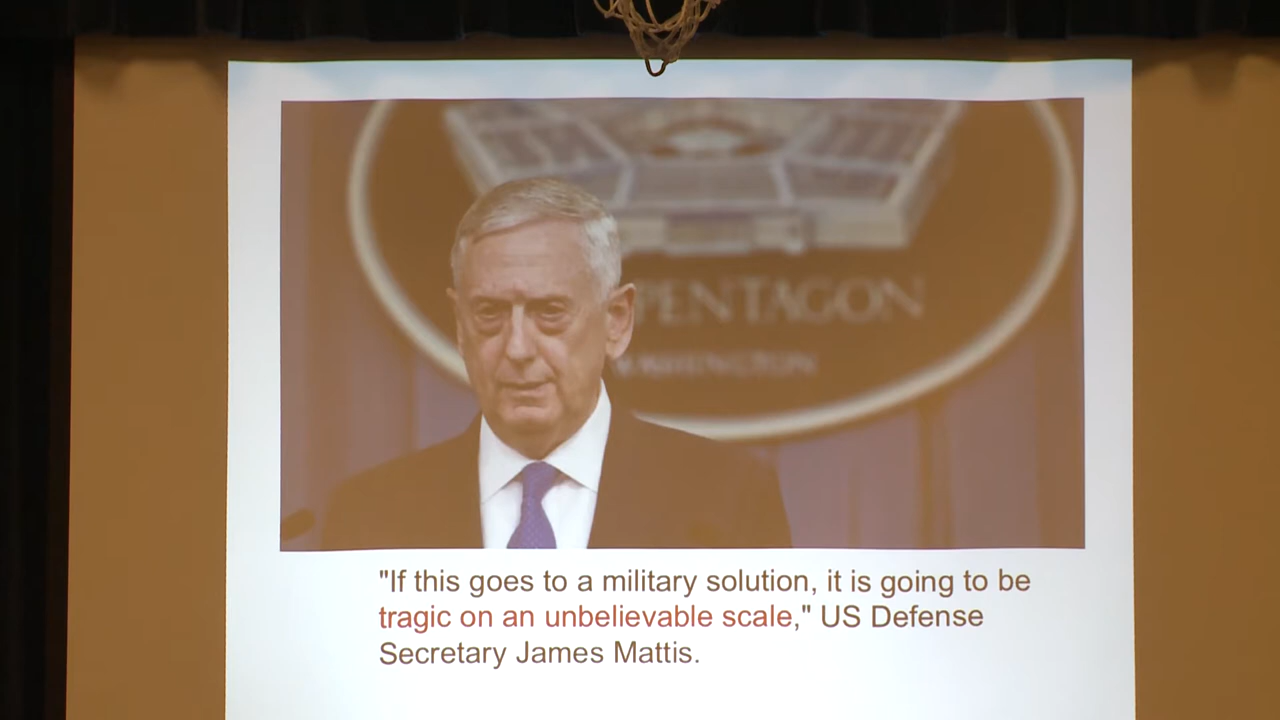 PENTAGON
WASHINGTON
"If this goes to a military solution, it is going to be
tragic on an unbelievable scale," US Defense
Secretary James Mattis.